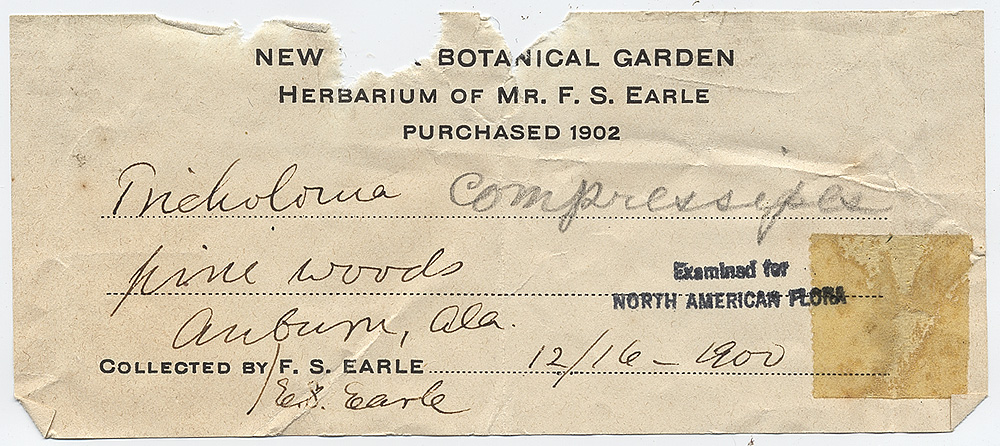 NEW BOTANICAL GARDEN
HERBARIUM OF MR. F. S. EARLE
PURCHASED 1902
Tricholoma compressipes
pine woods
Examined for
NORTH AMERICAN FLORA
Auburn, Ala.
COLLECTED BY F. S. EARLE 12/16-1900
E.S. Earle